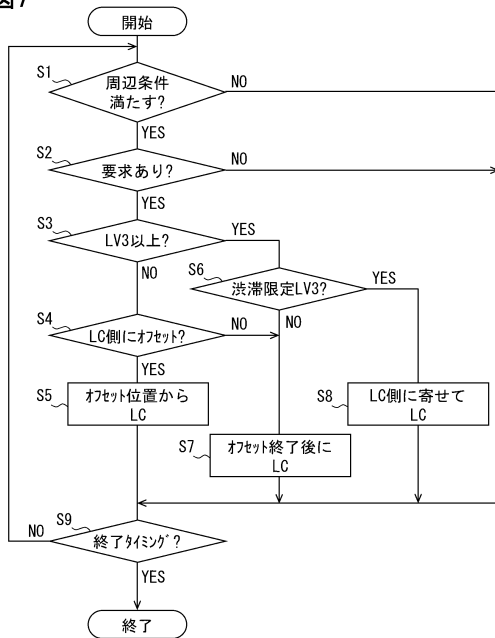 図7
開始
S1
周辺条件
満たす?
NO
YES
S2
要求あり?
NO
YES
S3
LV3以上?
YES
NO
S6
渋滞限定LV3?
YES
NO
S4
LC側にオフセット?
NO
YES
S5
オフセット位置から
LC
S8
LC側に寄せて
LC
S7
オフセット終了後に
LC
S9
NO
終了タイミング?
YES
終了